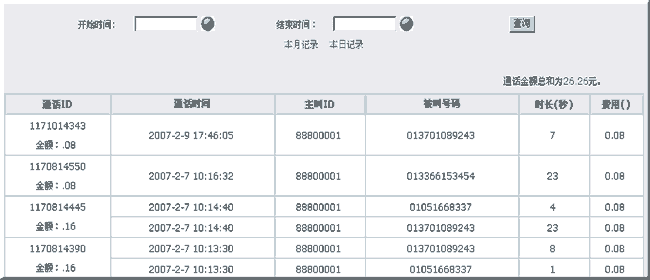 开始时间： 结束时间： 查询
本月记录 本日记录
通话金额总和为26.26元。
通话ID 通话时间 主叫ID 被叫号码 时长(秒) 费用()
1171014343 2007-2-9 17:46:05 88800001 013701089243 7 0.08
金额：.08
1170814550 2007-2-7 10:16:32 88800001 013366153454 23 0.08
金额：.08
1170814445 2007-2-7 10:14:40 88800001 01051668337 4 0.08
金额：.16 2007-2-7 10:14:40 88800001 013701089243 23 0.08
1170814390 2007-2-7 10:13:30 88800001 013701089243 8 0.08
金额：.16 2007-2-7 10:13:30 88800001 01051668337 1 0.08